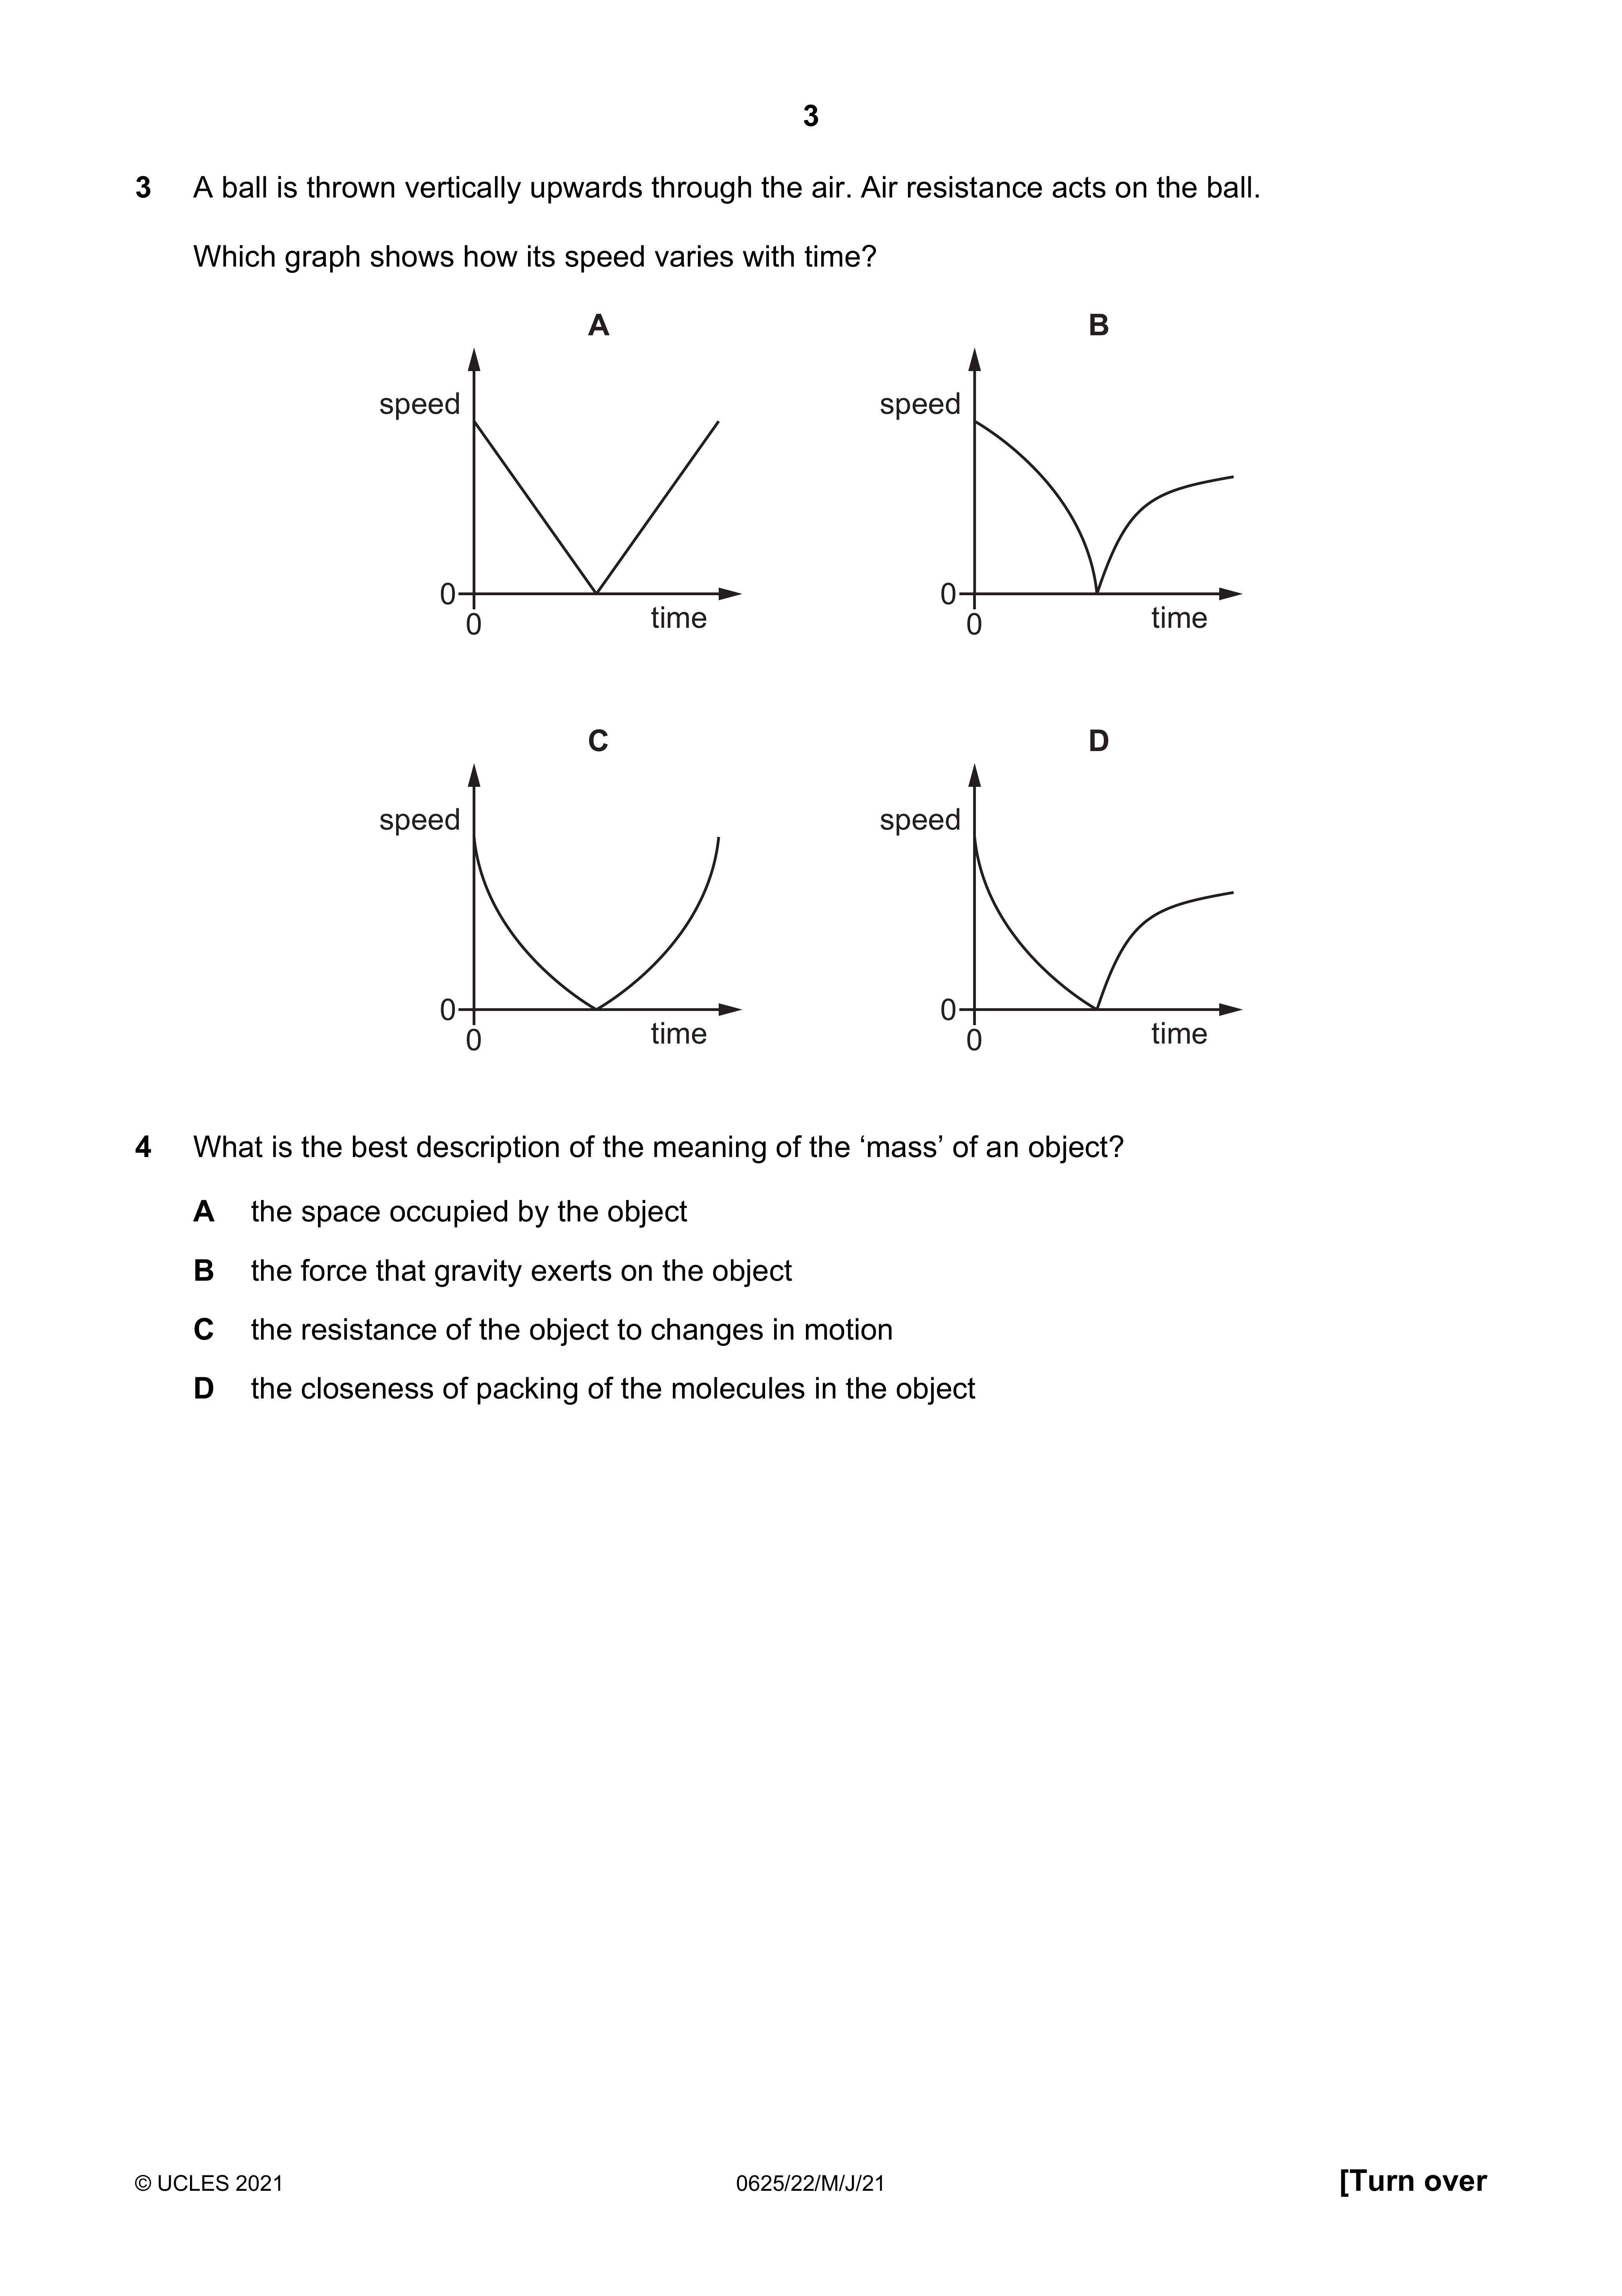 3
3 A ball is thrown vertically upwards through the air. Air resistance acts on the ball.
Which graph shows how its speed varies with time?
A
speed
0
0
time
B
speed
0
0
time
C
speed
0
0
time
D
speed
0
0
time
4 What is the best description of the meaning of the ‘mass’ of an object?
A the space occupied by the object
B the force that gravity exerts on the object
C the resistance of the object to changes in motion
D the closeness of packing of the molecules in the object
© UCLES 2021 0625/22/M/J/21 [Turn over